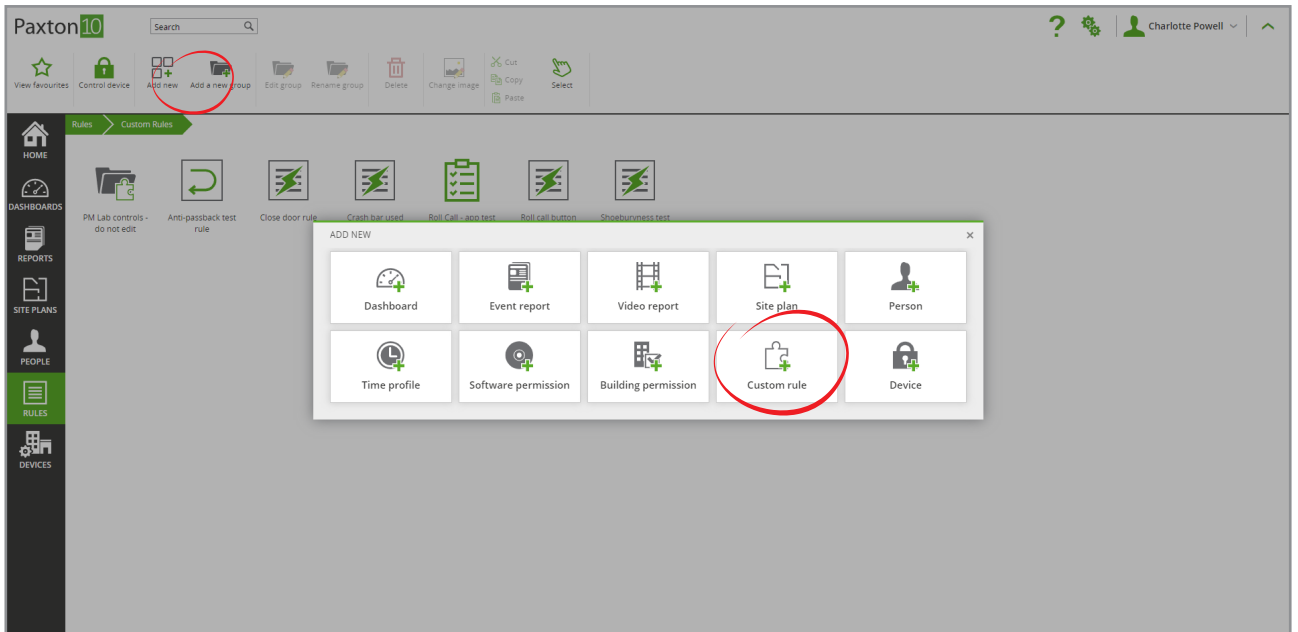 Paxton10
Search
? Charlotte Powell
View favourites
Control device
Add new
Add a new group
Edit group
Rename group
Delete
Change image
Cut
Copy
Paste
Select
Rules
Custom Rules
HOME
DASHBOARDS
REPORTS
SITE PLANS
PEOPLE
RULES
DEVICES
PM Lab controls -
do not edit
Anti-passback test
rule
Close door rule
Crash bar used
Roll Call - app test
Roll call button
Shoeburyness test
ADD NEW
×
Dashboard
Event report
Video report
Site plan
Person
Time profile
Software permission
Building permission
Custom rule
Device